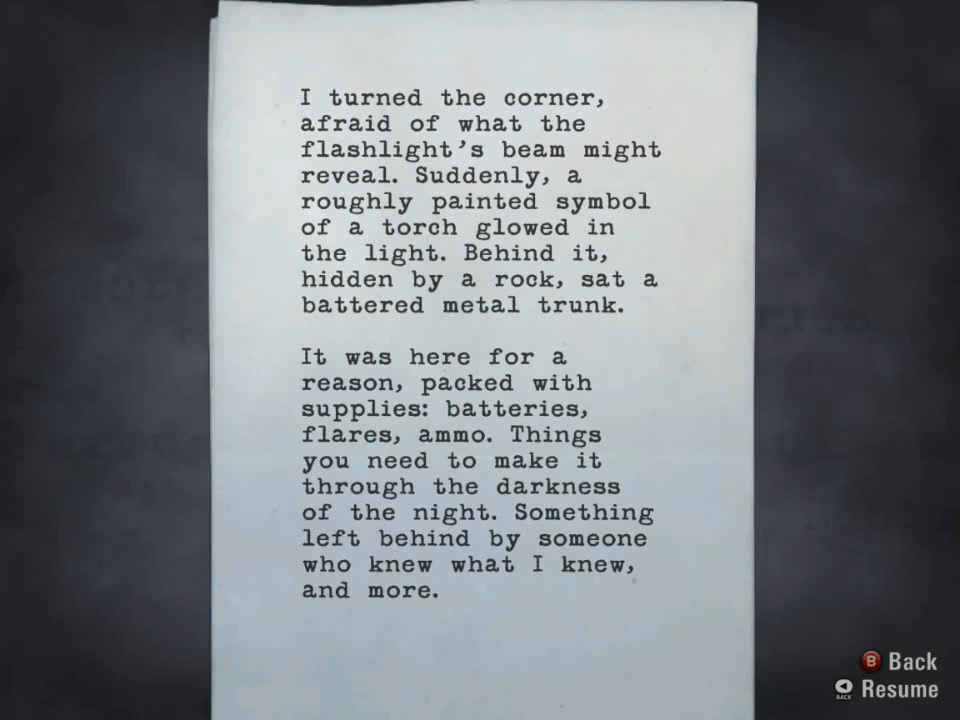 I turned the corner,
afraid of what the
flashlight’s beam might
reveal. Suddenly, a
roughly painted symbol
of a torch glowed in
the light. Behind it,
hidden by a rock, sat a
battered metal trunk.
It was here for a
reason, packed with
supplies: batteries,
flares, ammo. Things
you need to make it
through the darkness
of the night. Something
left behind by someone
who knew what I knew,
and more.
B Back
BACK Resume